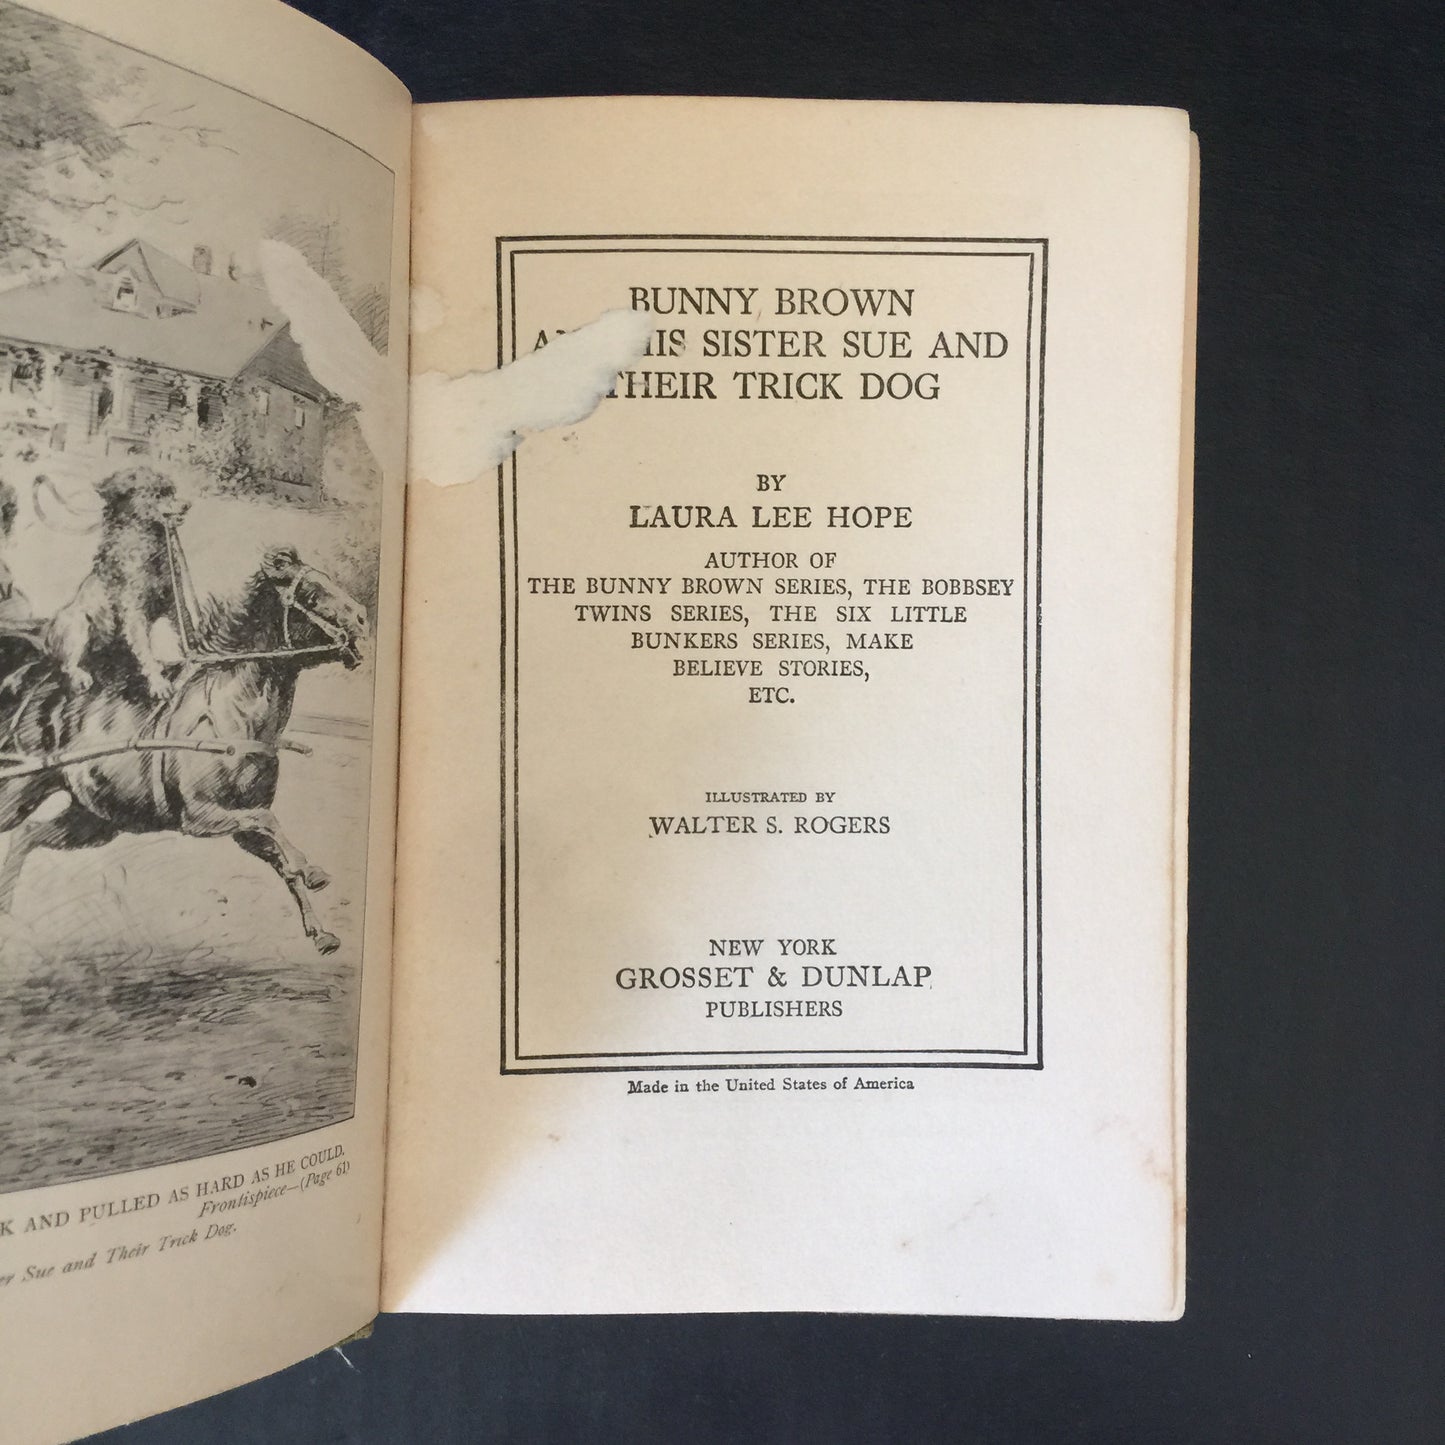 K AND PULLED AS HARD AS HE COULD.
Frontispiece—(Page 61)
er Sue and Their Trick Dog.
BUNNY BROWN
HIS SISTER SUE AND
THEIR TRICK DOG
BY
LAURA LEE HOPE
AUTHOR OF
THE BUNNY BROWN SERIES, THE BOBBSEY
TWINS SERIES, THE SIX LITTLE
BUNKERS SERIES, MAKE
BELIEVE STORIES,
ETC.
ILLUSTRATED BY
WALTER S. ROGERS
NEW YORK
GROSSET & DUNLAP
PUBLISHERS
Made in the United States of America